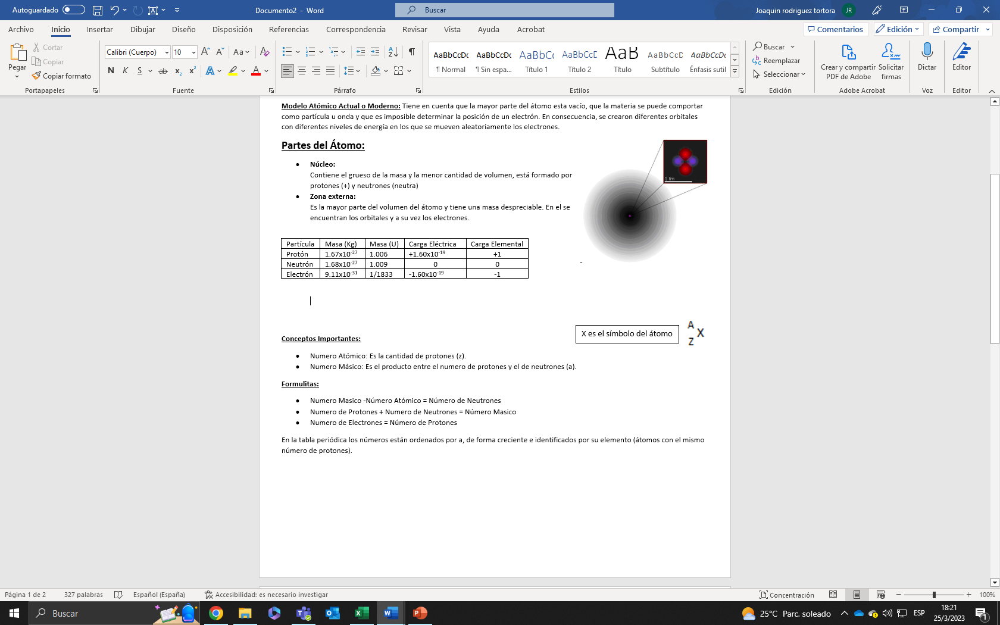 Autoguardado
Documento2 - Word
Buscar
Joaquin rodriguez tortora
JR
Archivo Inicio Insertar Dibujar Diseño Disposición Referencias Correspondencia Revisar Vista Ayuda Acrobat
Comentarios Edición Compartir
Pegar
Cortar
Copiar
Copiar formato
Portapapeles
Calibri (Cuerpo) 10
N K S ab x₂ x² A A
Fuente
Párrafo
AaBbCcDc AaBbCcDc AaBbC AaBbCcD AaB AaBbCcD AaBbCcDi
¶ Normal ¶ Sin espa... Título 1 Título 2 Título Subtítulo Énfasis sutil
Estilos
Buscar
Reemplazar
Seleccionar
Edición
Crear y compartir
PDF de Adobe
Solicitar
firmas
Adobe Acrobat
Dictar
Voz
Editor
Editor
Modelo Atómico Actual o Moderno: Tiene en cuenta que la mayor parte del átomo esta vacío, que la materia se puede comportar
como partícula u onda y que es imposible determinar la posición de un electrón. En consecuencia, se crearon diferentes orbitales
con diferentes niveles de energía en los que se mueven aleatoriamente los electrones.
Partes del Átomo:
• Núcleo:
Contiene el grueso de la masa y la menor cantidad de volumen, está formado por
protones (+) y neutrones (neutra)
• Zona externa:
Es la mayor parte del volumen del átomo y tiene una masa despreciable. En el se
encuentran los orbitales y a su vez los electrones.
1 fm
Partícula Masa (Kg) Masa (U) Carga Eléctrica Carga Elemental
Protón 1.67x10⁻²⁷ 1.006 +1.60x10⁻¹⁹ +1
Neutrón 1.68x10⁻²⁷ 1.009 0 0
Electrón 9.11x10⁻³¹ 1/1833 -1.60x10⁻¹⁹ -1
X es el símbolo del átomo
A
X
Z
Conceptos Importantes:
• Numero Atómico: Es la cantidad de protones (z).
• Numero Másico: Es el producto entre el numero de protones y el de neutrones (a).
Formulitas:
• Numero Masico -Número Atómico = Número de Neutrones
• Numero de Protones + Numero de Neutrones = Número Masico
• Numero de Electrones = Número de Protones
En la tabla periódica los números están ordenados por a, de forma creciente e identificados por su elemento (átomos con el mismo
número de protones).
Página 1 de 2 327 palabras Español (España) Accesibilidad: es necesario investigar
Concentración 100%
Buscar
25°C Parc. soleado
ESP
18:21
25/3/2023
1